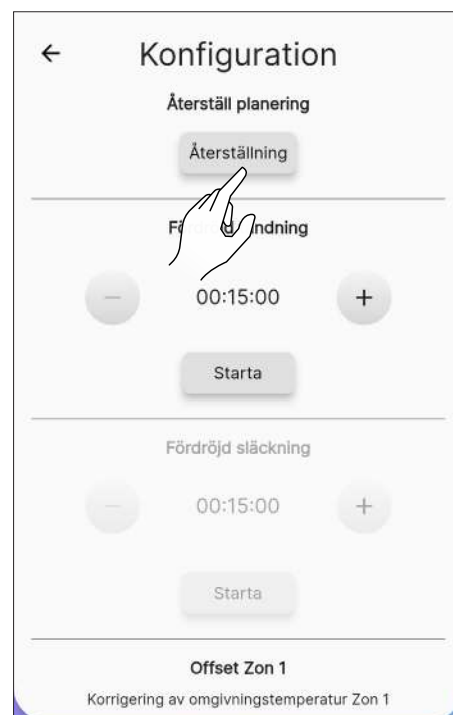 Konfiguration
Återställ planering
Återställning
00:15:00
Starta
Fördröjd släckning
00:15:00
Starta
Offset Zon 1
Korrigering av omgivningstemperatur Zon 1